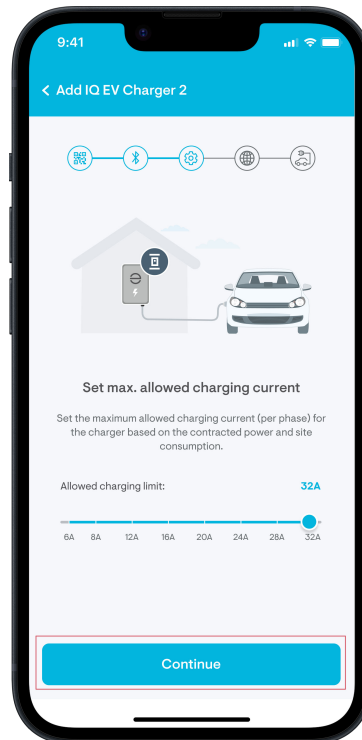 9:41
Add IQ EV Charger 2
Set max. allowed charging current
Set the maximum allowed charging current (per phase) for
the charger based on the contracted power and site
consumption.
Allowed charging limit: 32A
6A 8A 12A 16A 20A 24A 28A 32A
Continue